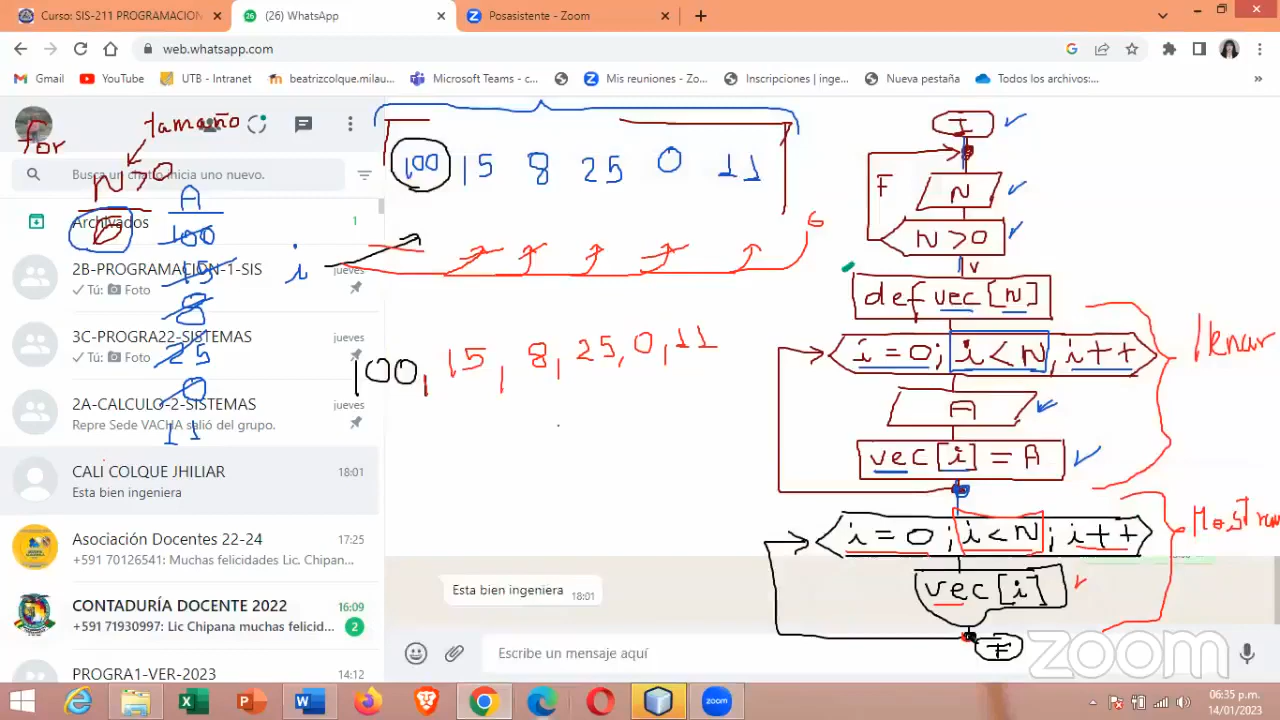 Curso: SIS-211 PROGRAMACION
(26) WhatsApp
Posasistente - Zoom
web.whatsapp.com
Gmail
YouTube
UTB - Intranet
beatrizcolque.milau...
Microsoft Teams - c...
Mis reuniones - Zo...
Inscripciones | inge...
Nueva pestaña
Todos los archivos:...
»
for
tamaño
N>0
Busca un chat o inicia uno nuevo.
Archivados
1
A
100
15
8
25
0
11
i
2B-PROGRAMACION-1-SIS
jueves
Tú: Foto
3C-PROGRA22-SISTEMAS
jueves
Tú: Foto
2A-CALCULO-2-SISTEMAS
jueves
Repre Sede VACHA salió del grupo.
CALI COLQUE JHILIAR
18:01
Esta bien ingeniera
Asociación Docentes 22-24
17:25
+591 70126541: Muchas felicidades Lic. Chipana...
CONTADURÍA DOCENTE 2022
16:09
+591 71930997: Lic Chipana muchas felicidad...
2
PROGRA1-VER-2023
14:12
100 15 8 25 0 11
6
100, 15, 8, 25, 0, 11
I
N
F
N>0
v
def vec[N]
i=0; i<N; i++
A
vec[i] = A
llenar
i=0; i<N; i++
vec[i]
Mostrar
F
Esta bien ingeniera
18:01
Escribe un mensaje aquí
zoom
zoom
06:35 p.m.
14/01/2023